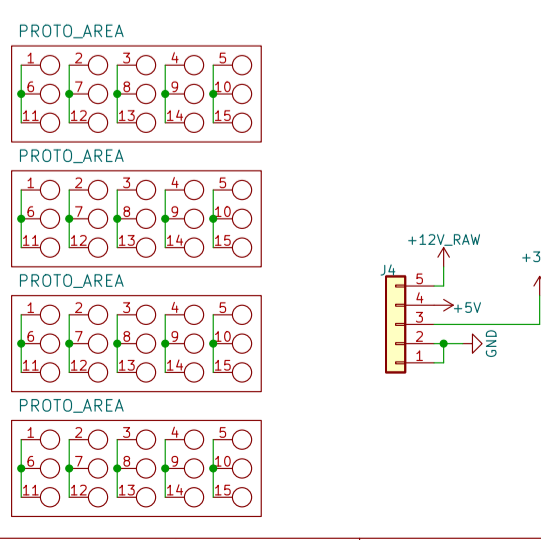 PROTO_AREA
1 2 3 4 5
6 7 8 9 10
11 12 13 14 15
PROTO_AREA
1 2 3 4 5
6 7 8 9 10
11 12 13 14 15
PROTO_AREA
1 2 3 4 5
6 7 8 9 10
11 12 13 14 15
PROTO_AREA
1 2 3 4 5
6 7 8 9 10
11 12 13 14 15
+12V_RAW
+3
J4
5
4 +5V
3
2 GND
1